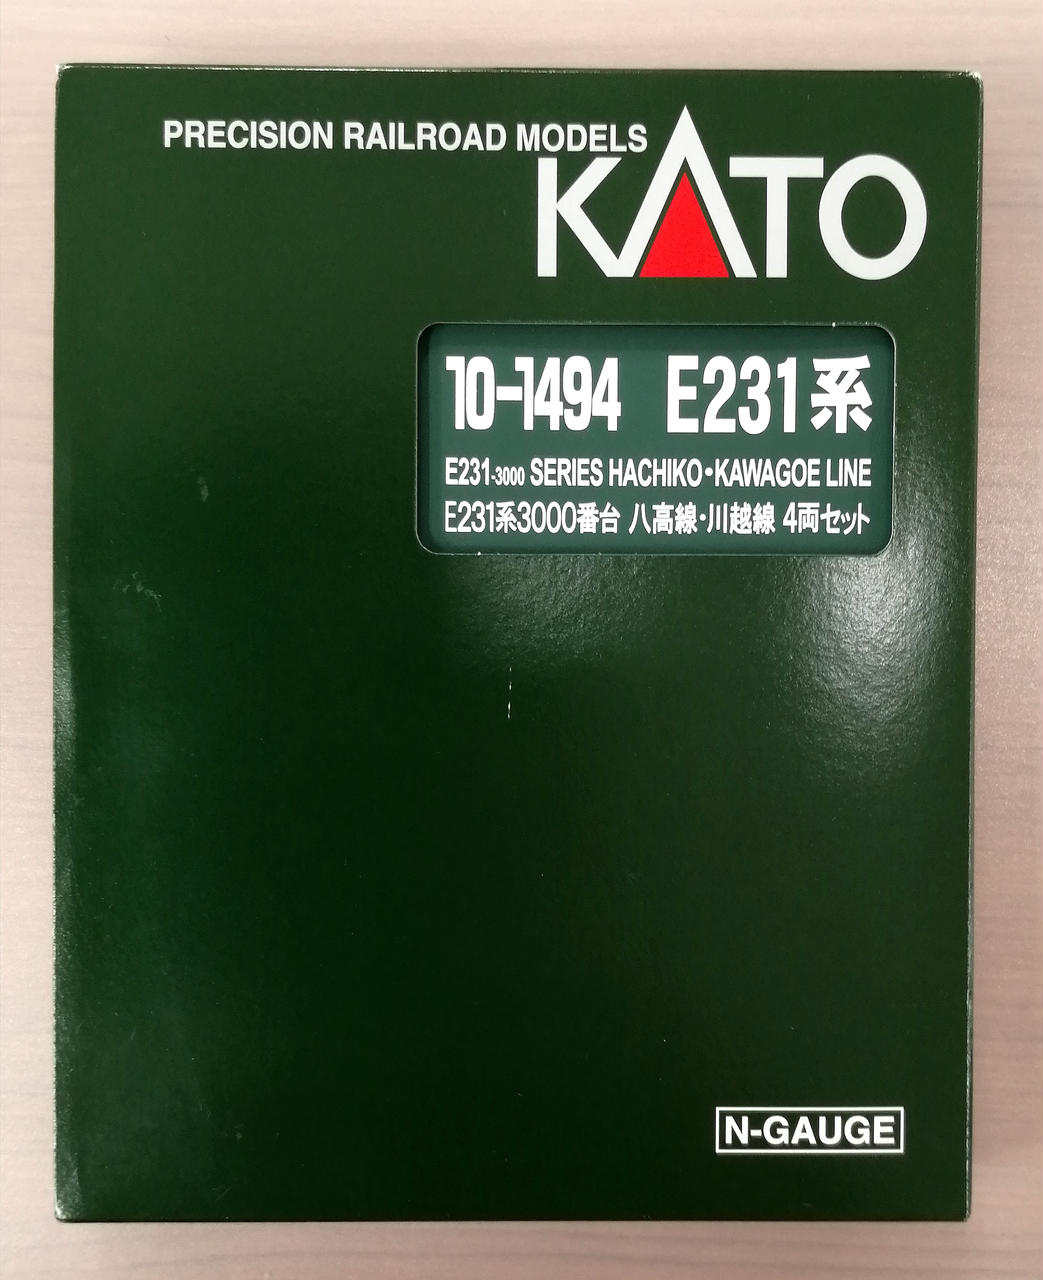 PRECISION RAILROAD MODELS
KATO
10-1494 E231系
E231-3000 SERIES HACHIKO・KAWAGOE LINE
E231系3000番台 八高線・川越線 4両セット
N-GAUGE